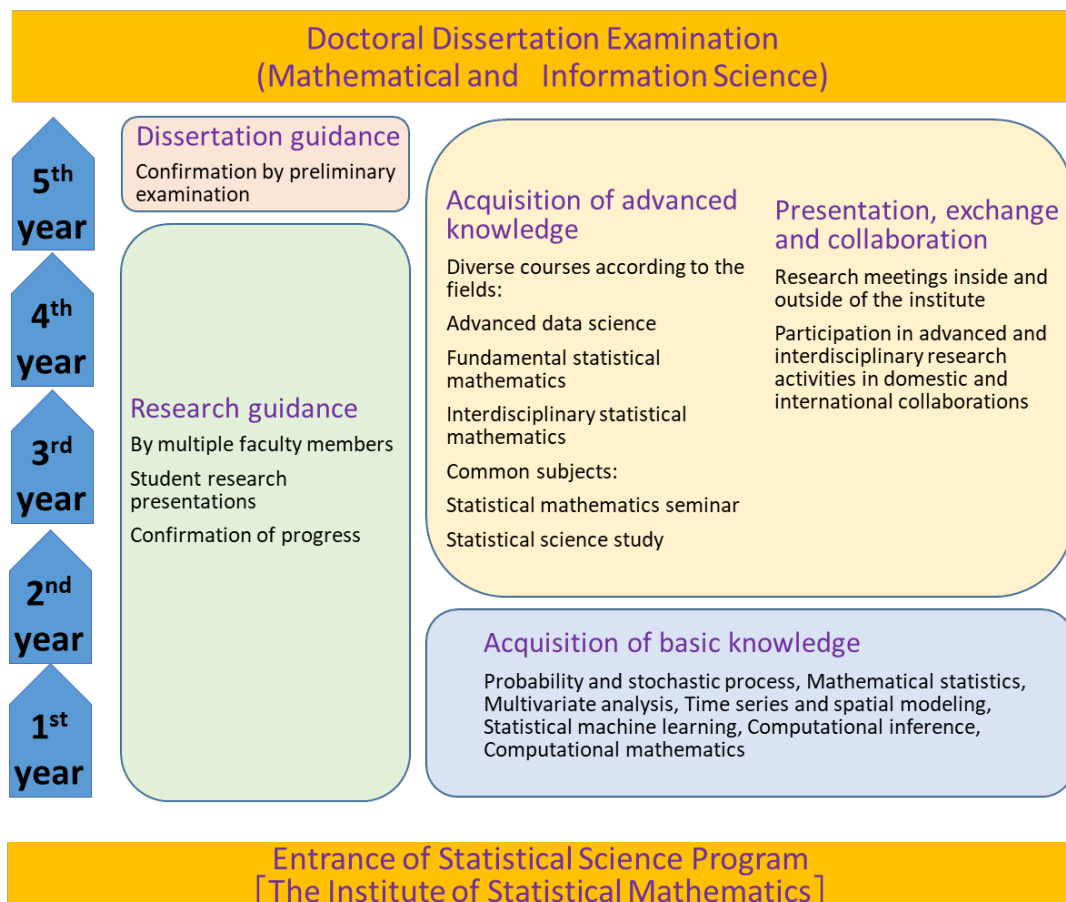 Doctoral Dissertation Examination
(Mathematical and Information Science)
5th
year
4th
year
3rd
year
2nd
year
1st
year
Dissertation guidance
Confirmation by preliminary
examination
Research guidance
By multiple faculty members
Student research
presentations
Confirmation of progress
Acquisition of advanced
knowledge
Diverse courses according to the
fields:
Advanced data science
Fundamental statistical
mathematics
Interdisciplinary statistical
mathematics
Common subjects:
Statistical mathematics seminar
Statistical science study
Presentation, exchange
and collaboration
Research meetings inside and
outside of the institute
Participation in advanced and
interdisciplinary research
activities in domestic and
international collaborations
Acquisition of basic knowledge
Probability and stochastic process, Mathematical statistics,
Multivariate analysis, Time series and spatial modeling,
Statistical machine learning, Computational inference,
Computational mathematics
Entrance of Statistical Science Program
[The Institute of Statistical Mathematics]